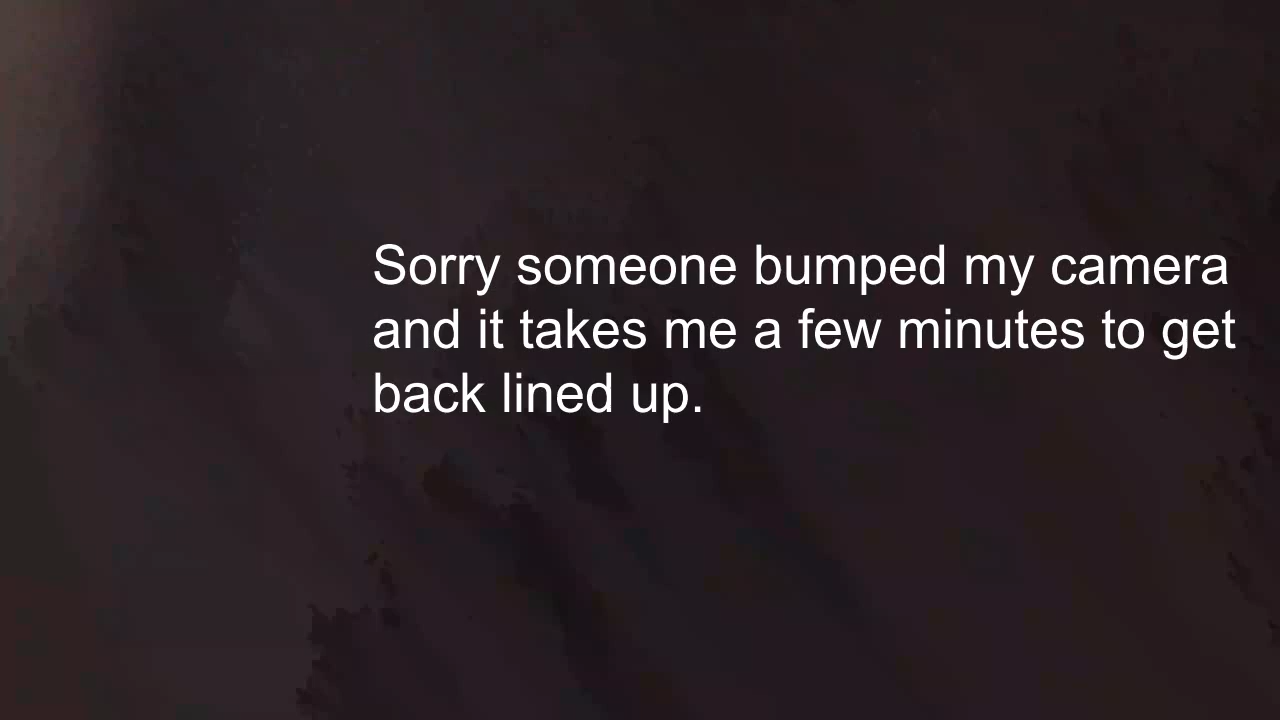 Sorry someone bumped my camera
and it takes me a few minutes to get
back lined up.